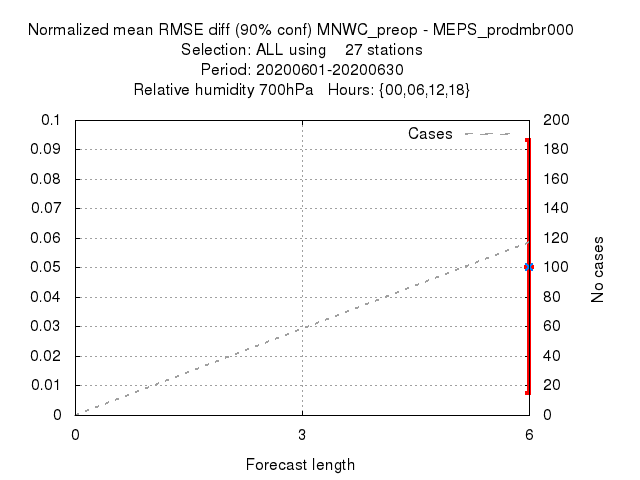 Normalized mean RMSE diff (90% conf) MNWC_preop - MEPS_prodmbr000
Selection: ALL using 27 stations
Period: 20200601-20200630
Relative humidity 700hPa Hours: {00,06,12,18}
Cases
0.1
0.09
0.08
0.07
0.06
0.05
0.04
0.03
0.02
0.01
0
200
180
160
140
120
100
80
60
40
20
0
No cases
0 3 6
Forecast length